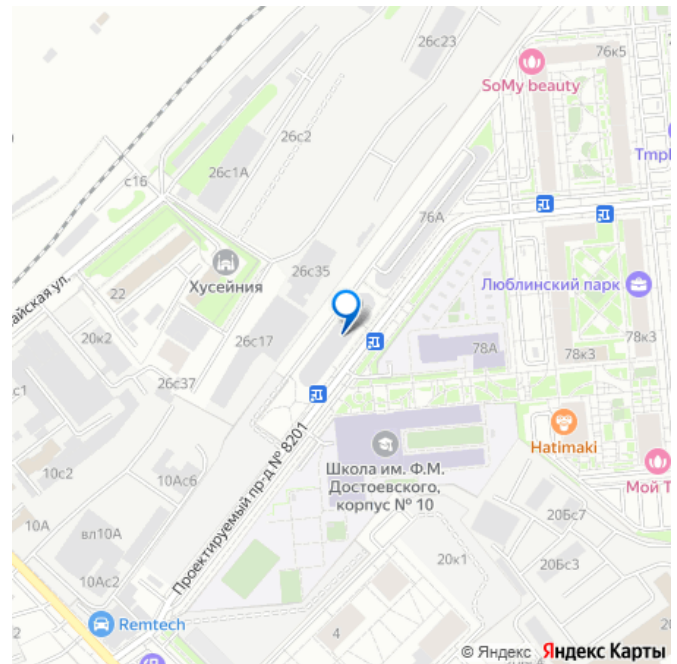 26с23
76к5
SoMy beauty
26с2
Tmpl
26с1А
с16
76А
Хусейния
26с35
Люблинский парк
22
айская ул.
20к2
26с17
78А
78к3
78к3
26с37
с1
Hatimaki
Школа им. Ф.М.
Достоевского,
корпус № 10
10с2
10Ас6
Мой Т
Проектируемый пр-д № 8201
10А
вл10А
20Бс7
20к1
20Бс3
10Ас2
Remtech
4
© Яндекс Яндекс Карты